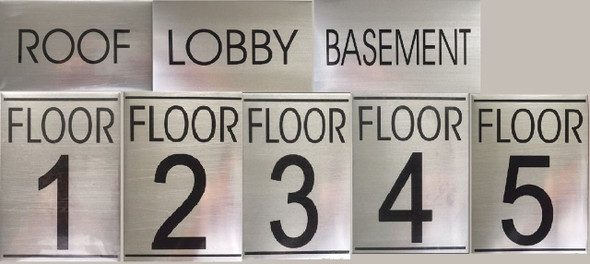 ROOF
LOBBY
BASEMENT
FLOOR
1
FLOOR
2
FLOOR
3
FLOOR
4
FLOOR
5